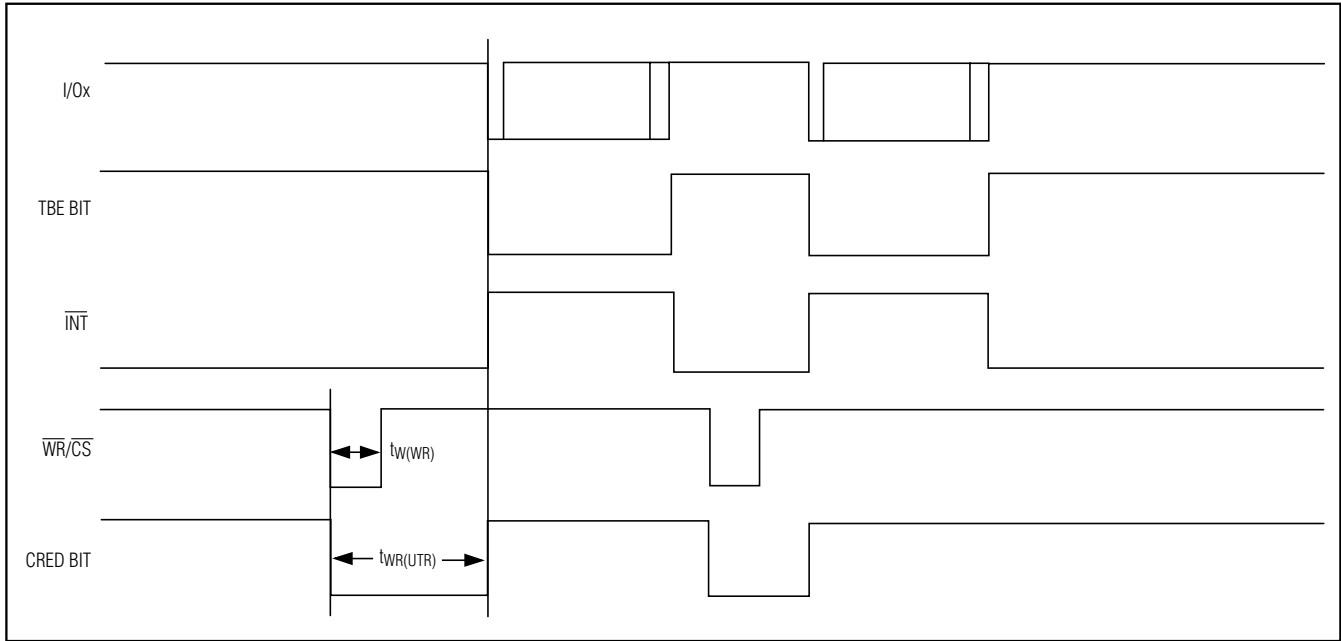 I/Ox
TBE BIT
INT
WR/CS
tW(WR)
CRED BIT
tWR(UTR)